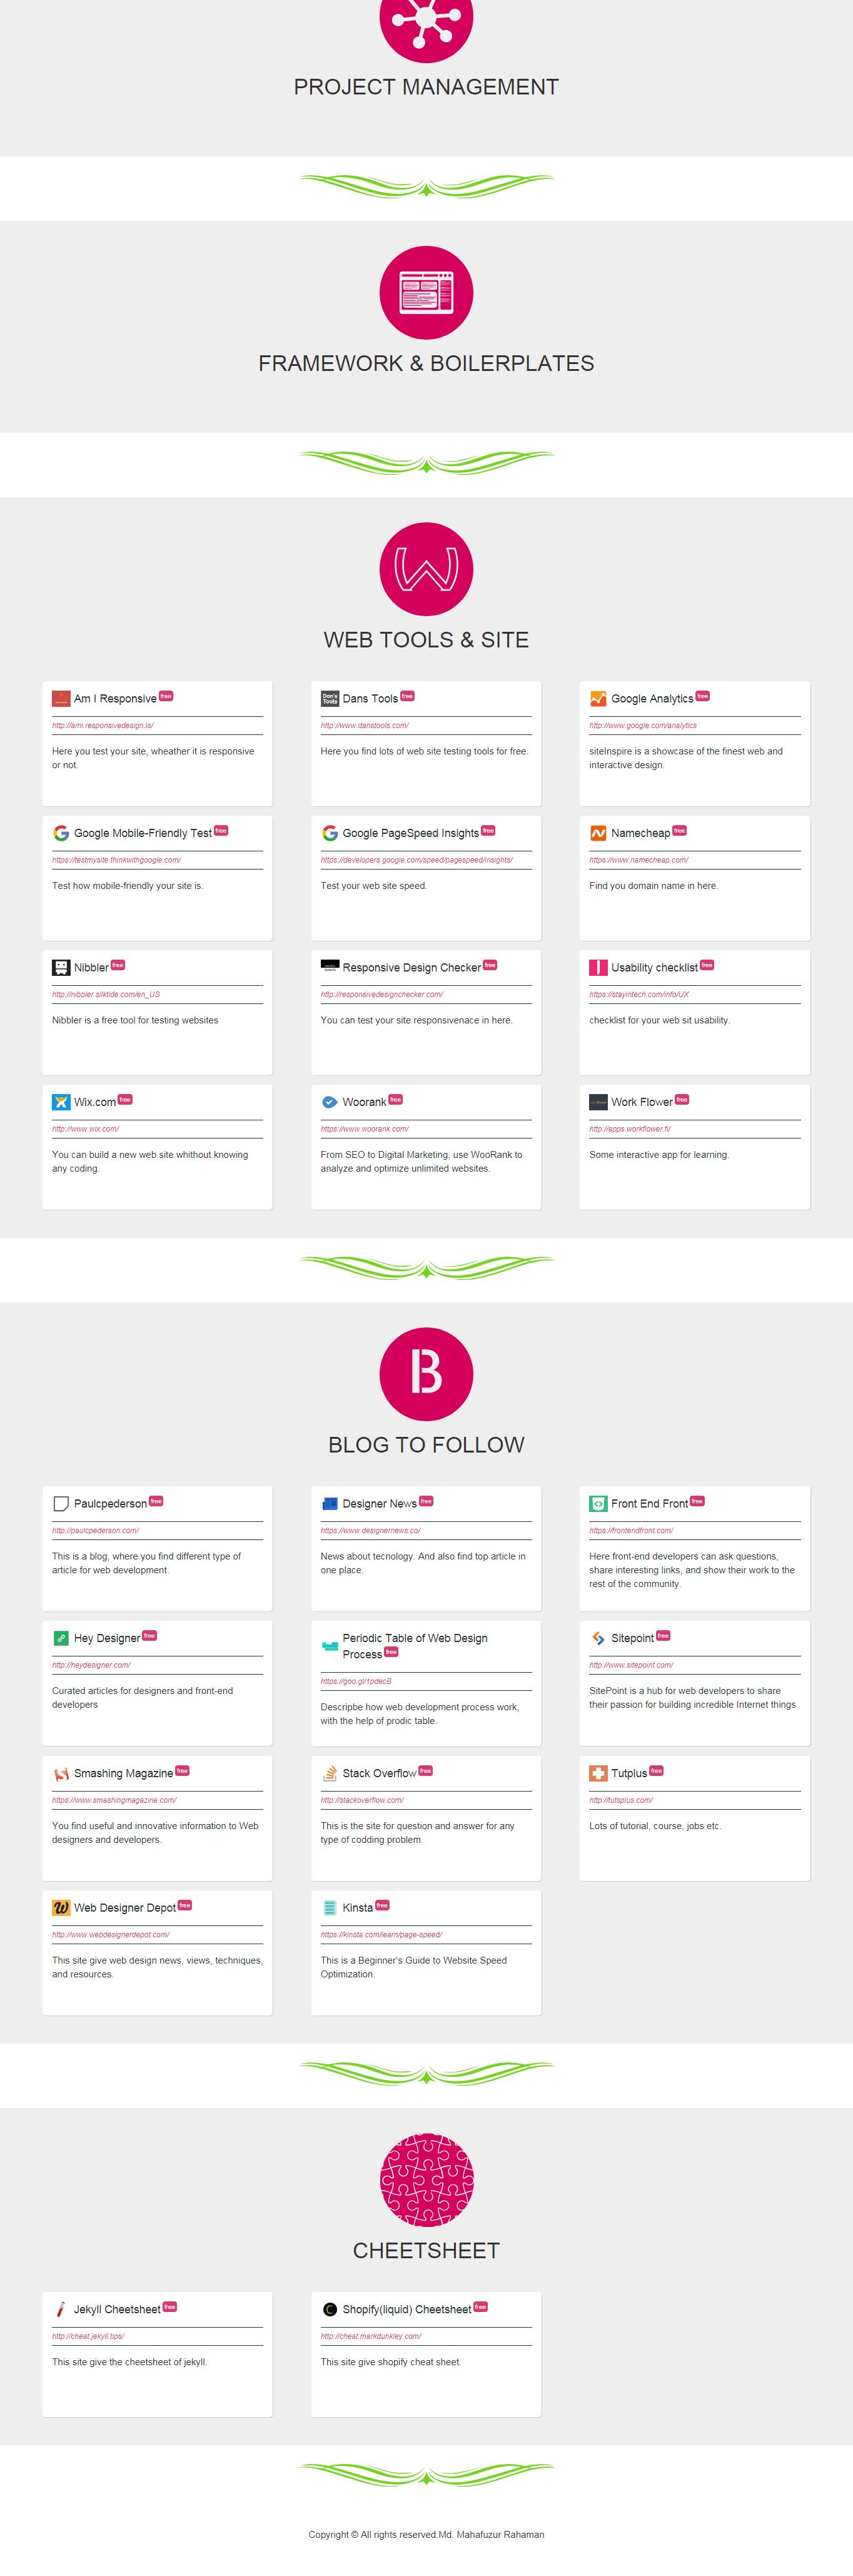 PROJECT MANAGEMENT
FRAMEWORK & BOILERPLATES
WEB TOOLS & SITE
Am I Responsive free
http://ami.responsivedesign.is/
Here you test your site, wheather it is responsive
or not.
Dan's Tools
Dans Tools free
http://www.danstools.com/
Here you find lots of web site testing tools for free.
Google Analytics free
http://www.google.com/analytics
siteInspire is a showcase of the finest web and
interactive design.
Google Mobile-Friendly Test free
https://testmysite.thinkwithgoogle.com/
Test how mobile-friendly your site is.
Google PageSpeed Insights free
https://developers.google.com/speed/pagespeed/insights/
Test your web site speed.
Namecheap free
https://www.namecheap.com/
Find you domain name in here.
Nibbler free
http://nibbler.silktide.com/en_US
Nibbler is a free tool for testing websites
Responsive Design Checker free
http://responsivedesignchecker.com/
You can test your site responsivenace in here.
Usability checklist free
https://stayintech.com/info/UX
checklist for your web sit usability.
Wix.com free
http://www.wix.com/
You can build a new web site whithout knowing
any coding.
Woorank free
https://www.woorank.com/
From SEO to Digital Marketing, use WooRank to
analyze and optimize unlimited websites.
Work Flower free
http://apps.workflower.fi/
Some interactive app for learning.
B
BLOG TO FOLLOW
Paulcpederson free
http://paulcpederson.com/
This is a blog, where you find different type of
article for web development.
Designer News free
https://www.designernews.co/
News about tecnology. And also find top article in
one place.
Front End Front free
https://frontendfront.com/
Here front-end developers can ask questions,
share interesting links, and show their work to the
rest of the community.
Hey Designer free
http://heydesigner.com/
Curated articles for designers and front-end
developers
Periodic Table of Web Design
Process free
https://goo.gl/1pdecB
Descripbe how web development process work,
with the help of prodic table.
Sitepoint free
http://www.sitepoint.com/
SitePoint is a hub for web developers to share
their passion for building incredible Internet things
Smashing Magazine free
https://www.smashingmagazine.com/
You find useful and innovative information to Web
designers and developers.
Stack Overflow free
http://stackoverflow.com/
This is the site for question and answer for any
type of codding problem.
Tutplus free
http://tutsplus.com/
Lots of tutorial, course, jobs etc.
Web Designer Depot free
http://www.webdesignerdepot.com/
This site give web design news, views, techniques,
and resources.
Kinsta free
https://kinsta.com/learn/page-speed/
This is a Beginner's Guide to Website Speed
Optimization.
CHEETSHEET
Jekyll Cheetsheet free
http://cheat.jekyll.tips/
This site give the cheetsheet of jekyll.
Shopify(liquid) Cheetsheet free
http://cheat.markdunkley.com/
This site give shopify cheat sheet.
Copyright © All rights reserved.Md. Mahafuzur Rahaman